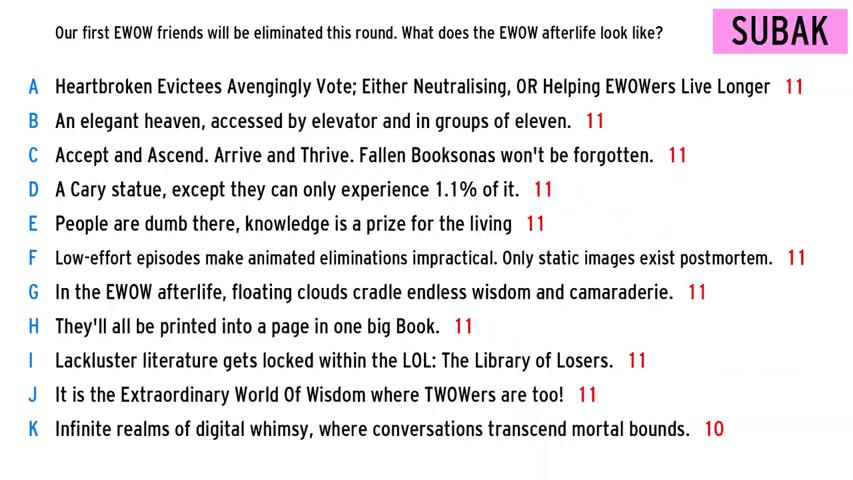 Our first EWOW friends will be eliminated this round. What does the EWOW afterlife look like?
SUBAK
A Heartbroken Evictees Avengingly Vote; Either Neutralising, OR Helping EWOWers Live Longer 11
B An elegant heaven, accessed by elevator and in groups of eleven. 11
C Accept and Ascend. Arrive and Thrive. Fallen Booksonas won't be forgotten. 11
D A Cary statue, except they can only experience 1.1% of it. 11
E People are dumb there, knowledge is a prize for the living 11
F Low-effort episodes make animated eliminations impractical. Only static images exist postmortem. 11
G In the EWOW afterlife, floating clouds cradle endless wisdom and camaraderie. 11
H They'll all be printed into a page in one big Book. 11
I Lackluster literature gets locked within the LOL: The Library of Losers. 11
J It is the Extraordinary World Of Wisdom where TWOWers are too! 11
K Infinite realms of digital whimsy, where conversations transcend mortal bounds. 10